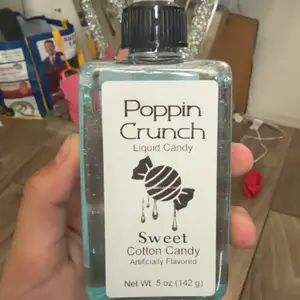 Poppin
Crunch
Liquid Candy
Sweet
Cotton Candy
Artificially Flavored
Net Wt. 5 oz (142 g)